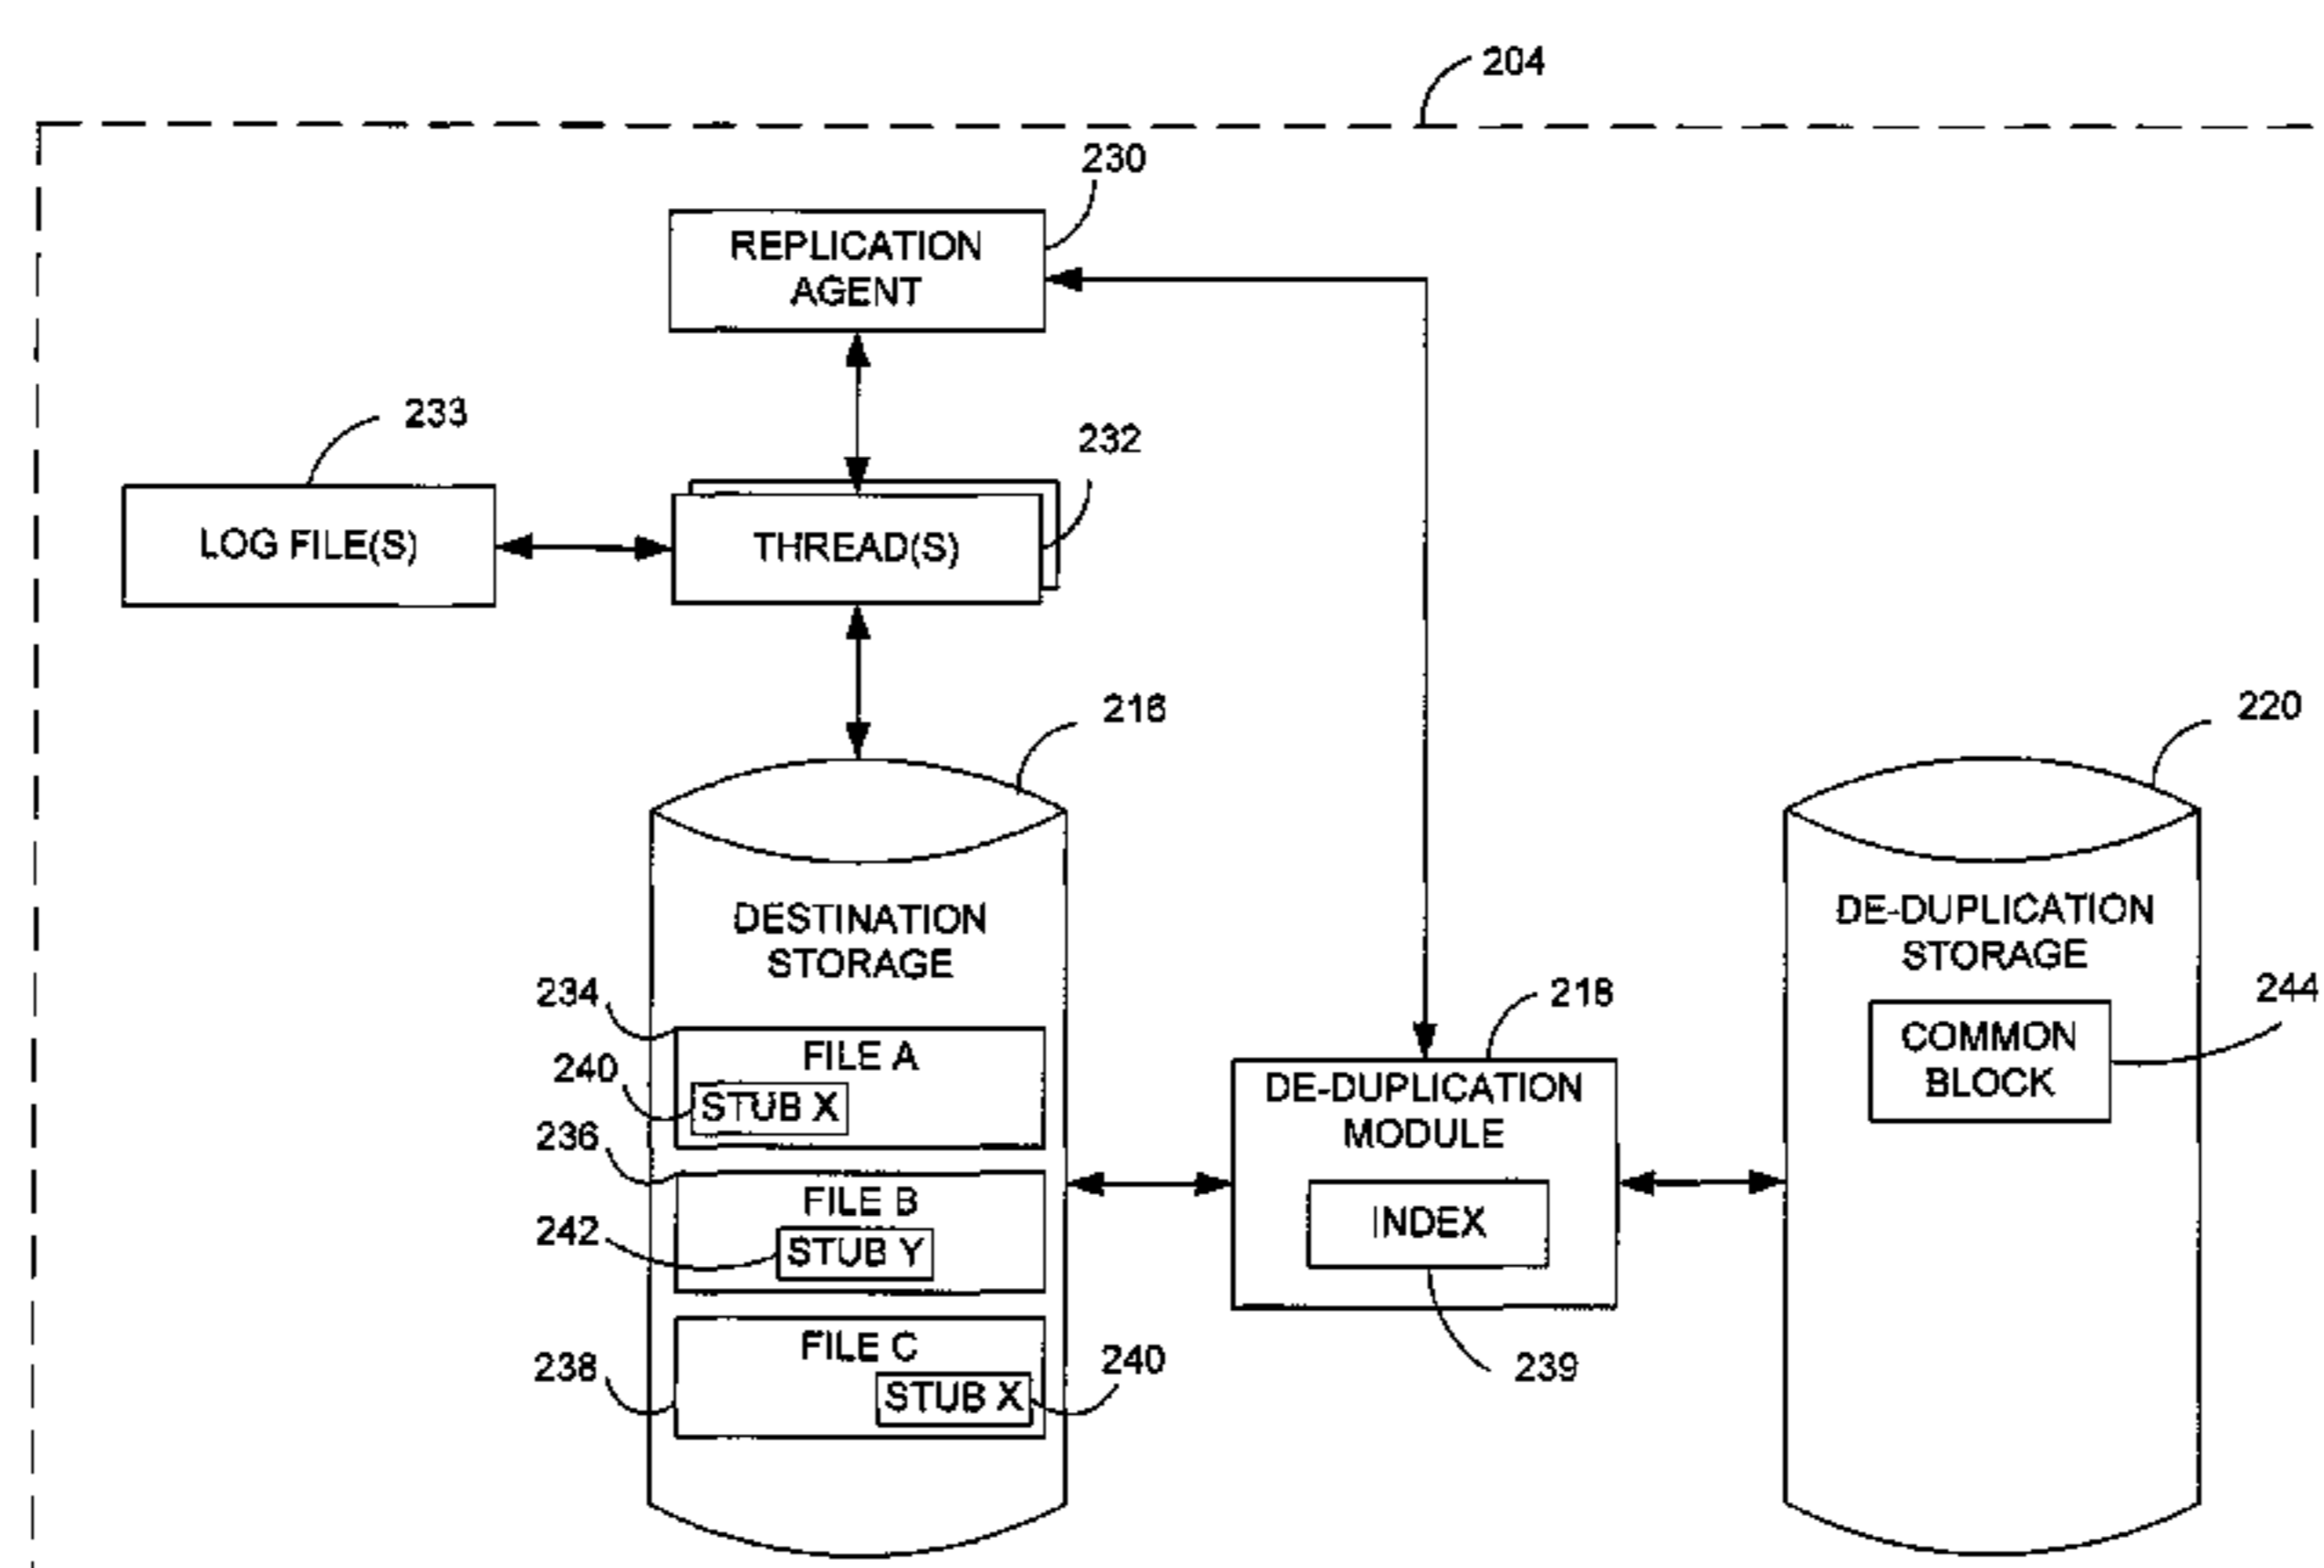 204
230
REPLICATION
AGENT
233
232
LOG FILE(S)
THREAD(S)
216
220
DESTINATION
STORAGE
DE-DUPLICATION
STORAGE
234
218
244
FILE A
COMMON
BLOCK
240
STUB X
DE-DUPLICATION
MODULE
236
FILE B
INDEX
242
STUB Y
FILE C
238
240
239
STUB X